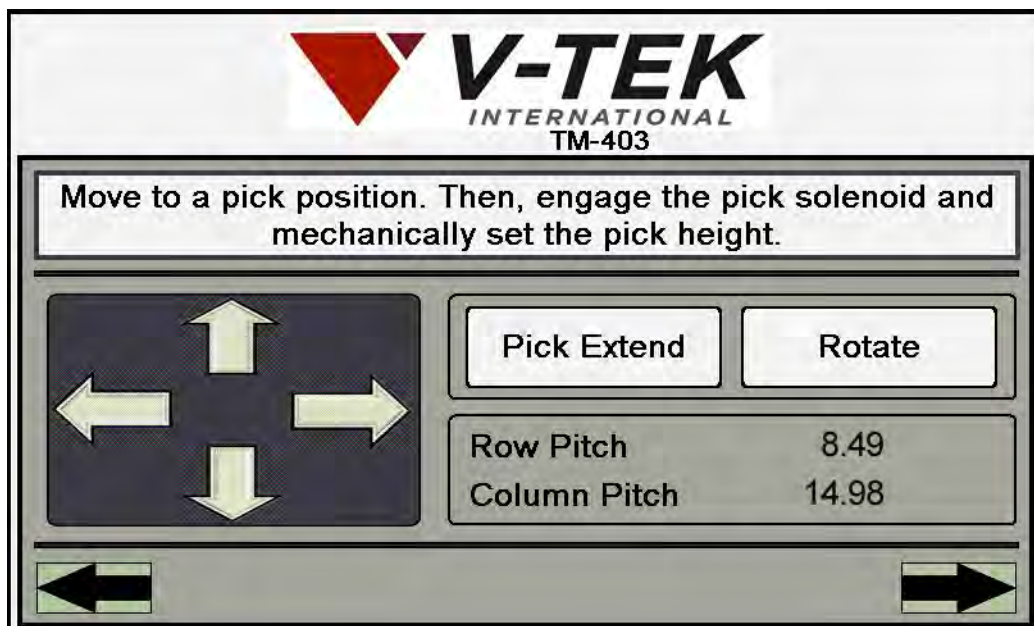 V-TEK
INTERNATIONAL
TM-403
Move to a pick position. Then, engage the pick solenoid and
mechanically set the pick height.
Pick Extend
Rotate
Row Pitch 8.49
Column Pitch 14.98